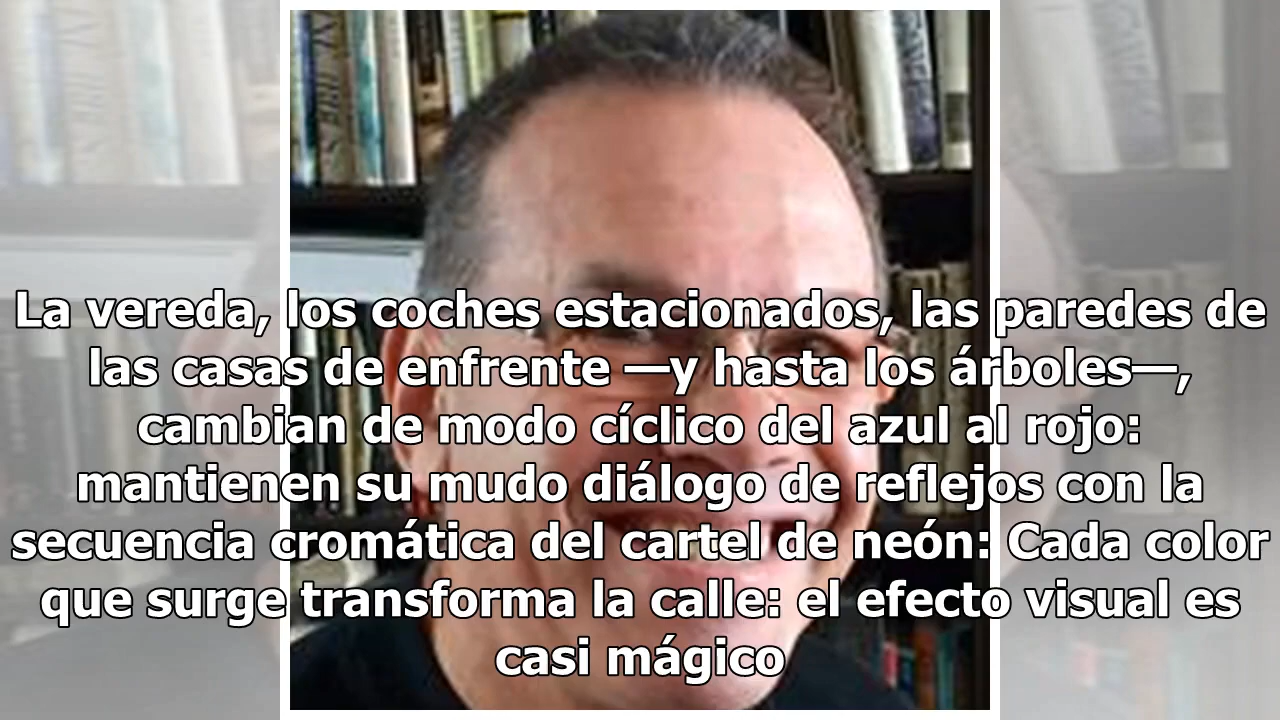 La vereda, los coches estacionados, las paredes de
las casas de enfrente —y hasta los árboles—,
cambian de modo cíclico del azul al rojo:
mantienen su mudo diálogo de reflejos con la
secuencia cromática del cartel de neón: Cada color
que surge transforma la calle: el efecto visual es
casi mágico